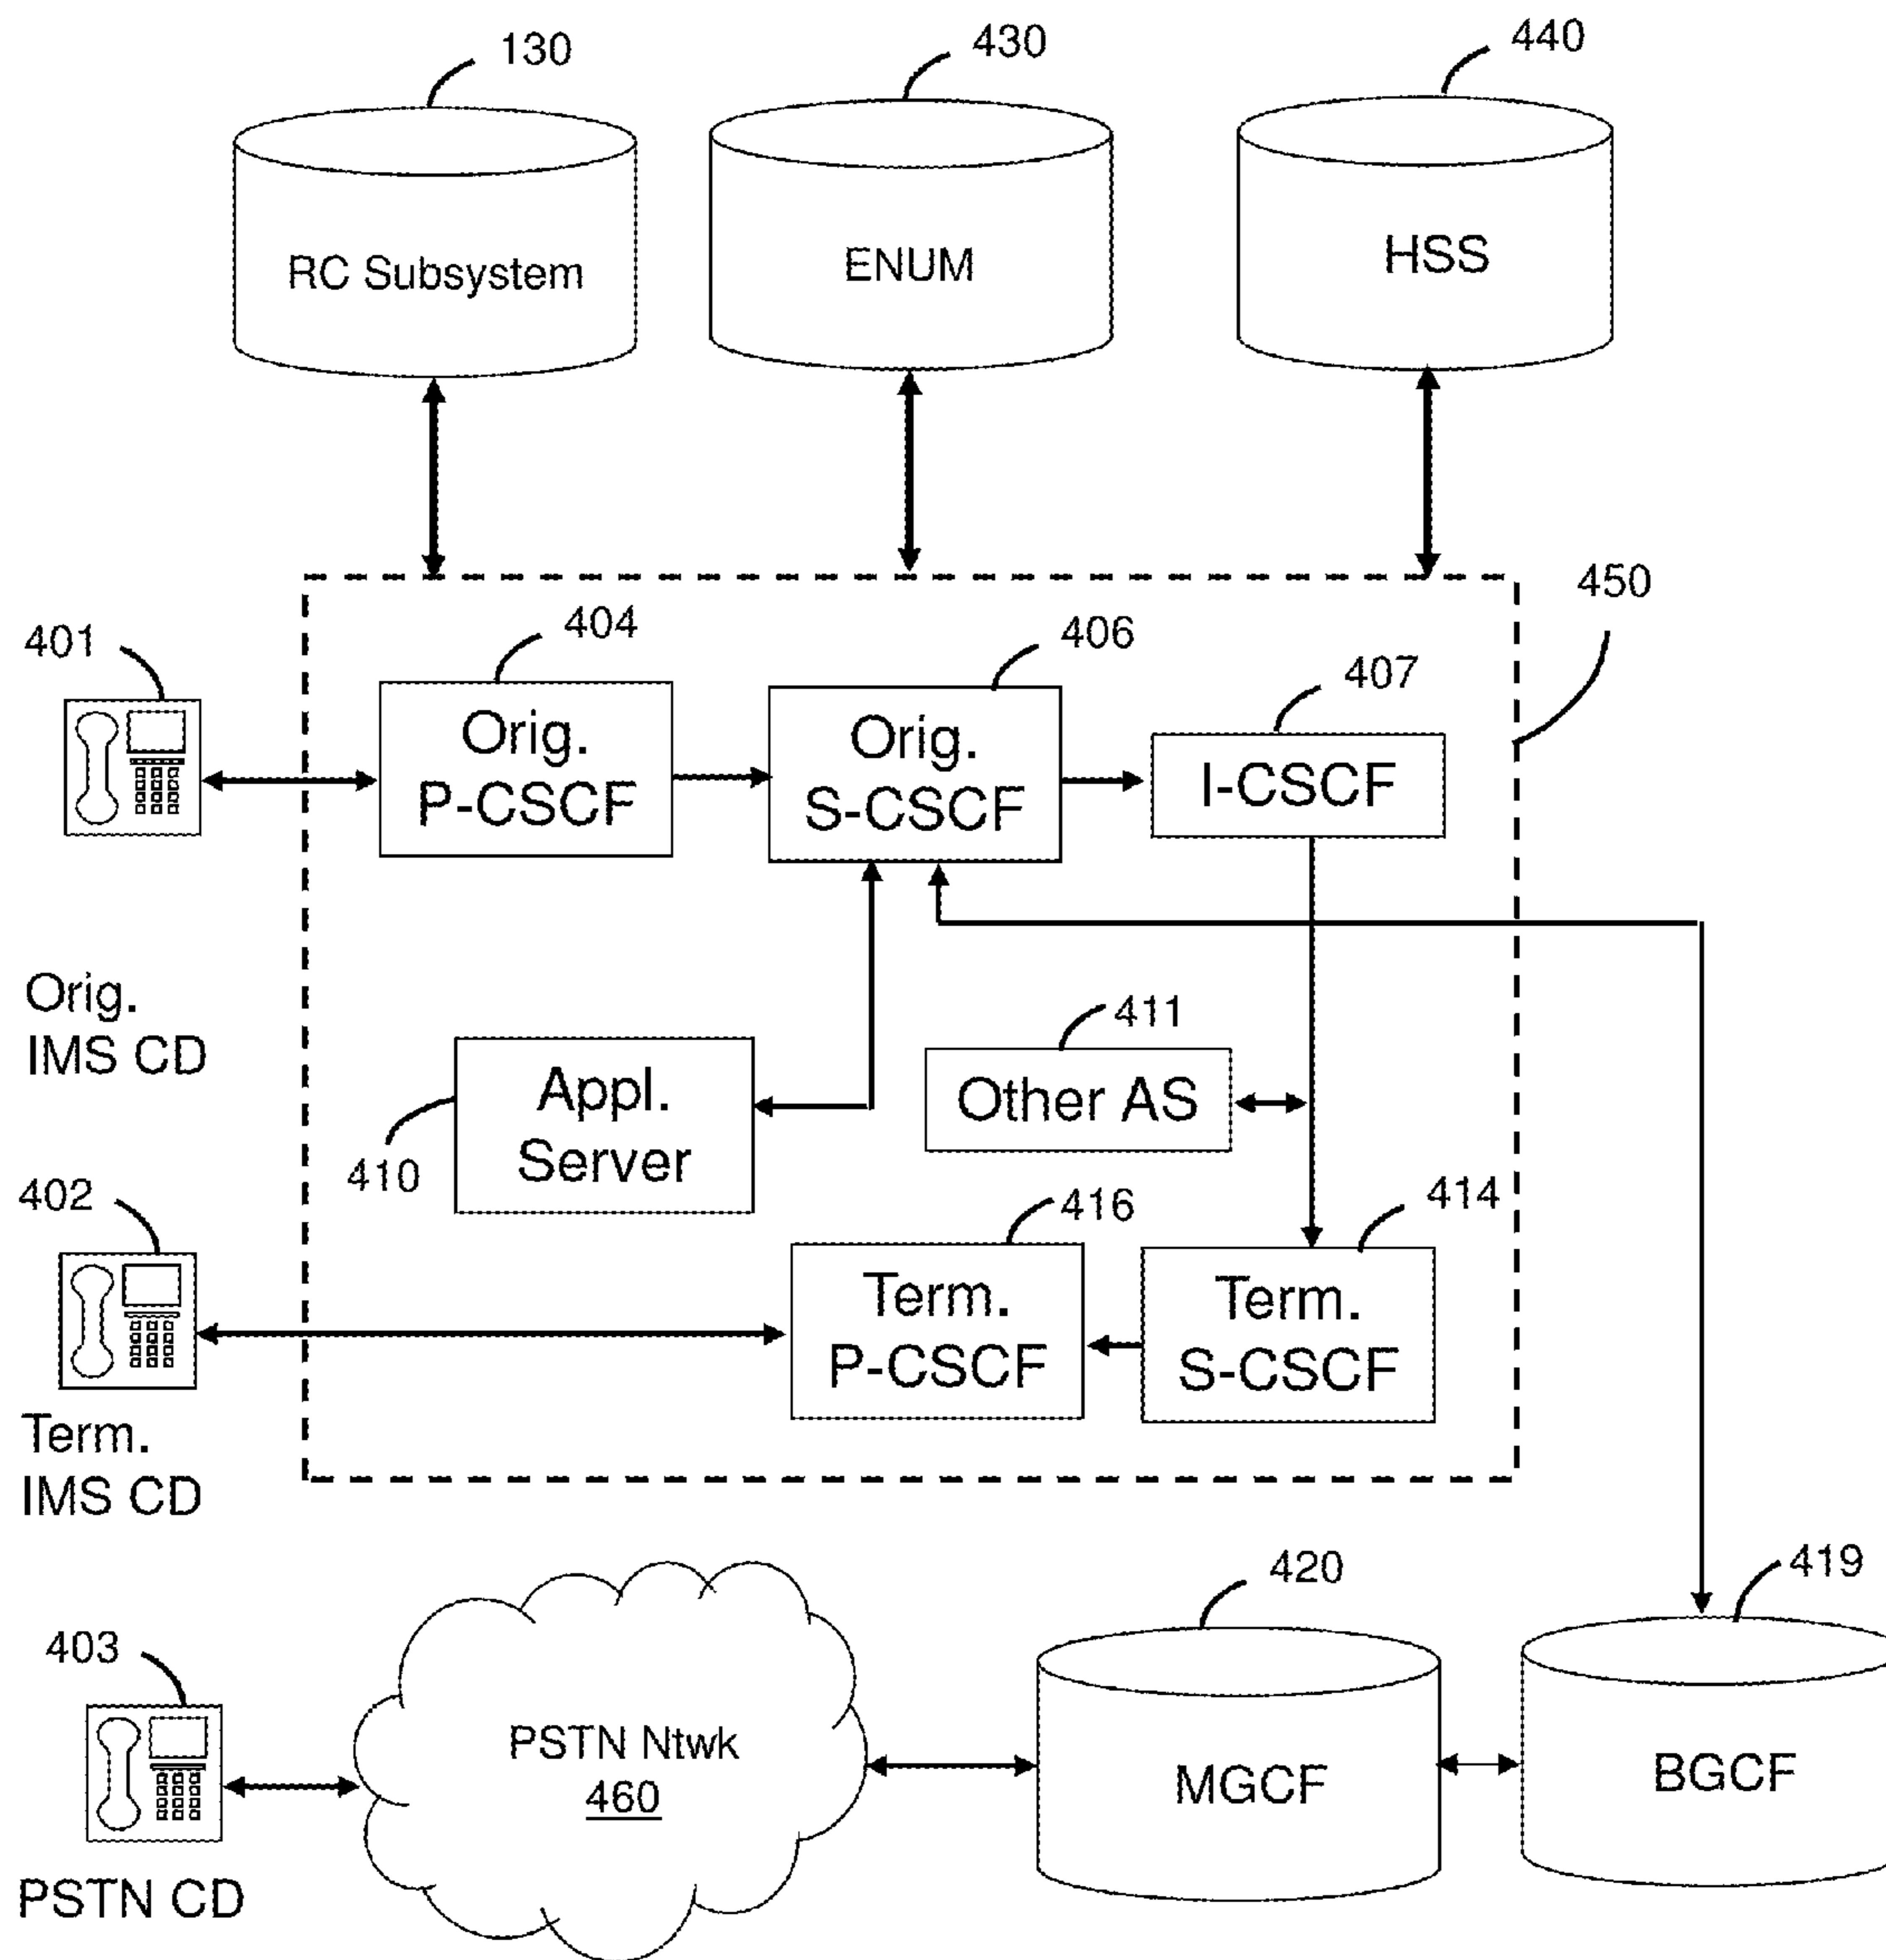 130
430
440
RC Subsystem
ENUM
HSS
450
401
404
406
407
Orig.
P-CSCF
Orig.
S-CSCF
I-CSCF
Orig.
IMS CD
411
Other AS
Appl.
Server
410
402
416
414
Term.
P-CSCF
Term.
S-CSCF
Term.
IMS CD
420
419
403
PSTN Ntwk
460
MGCF
BGCF
PSTN CD